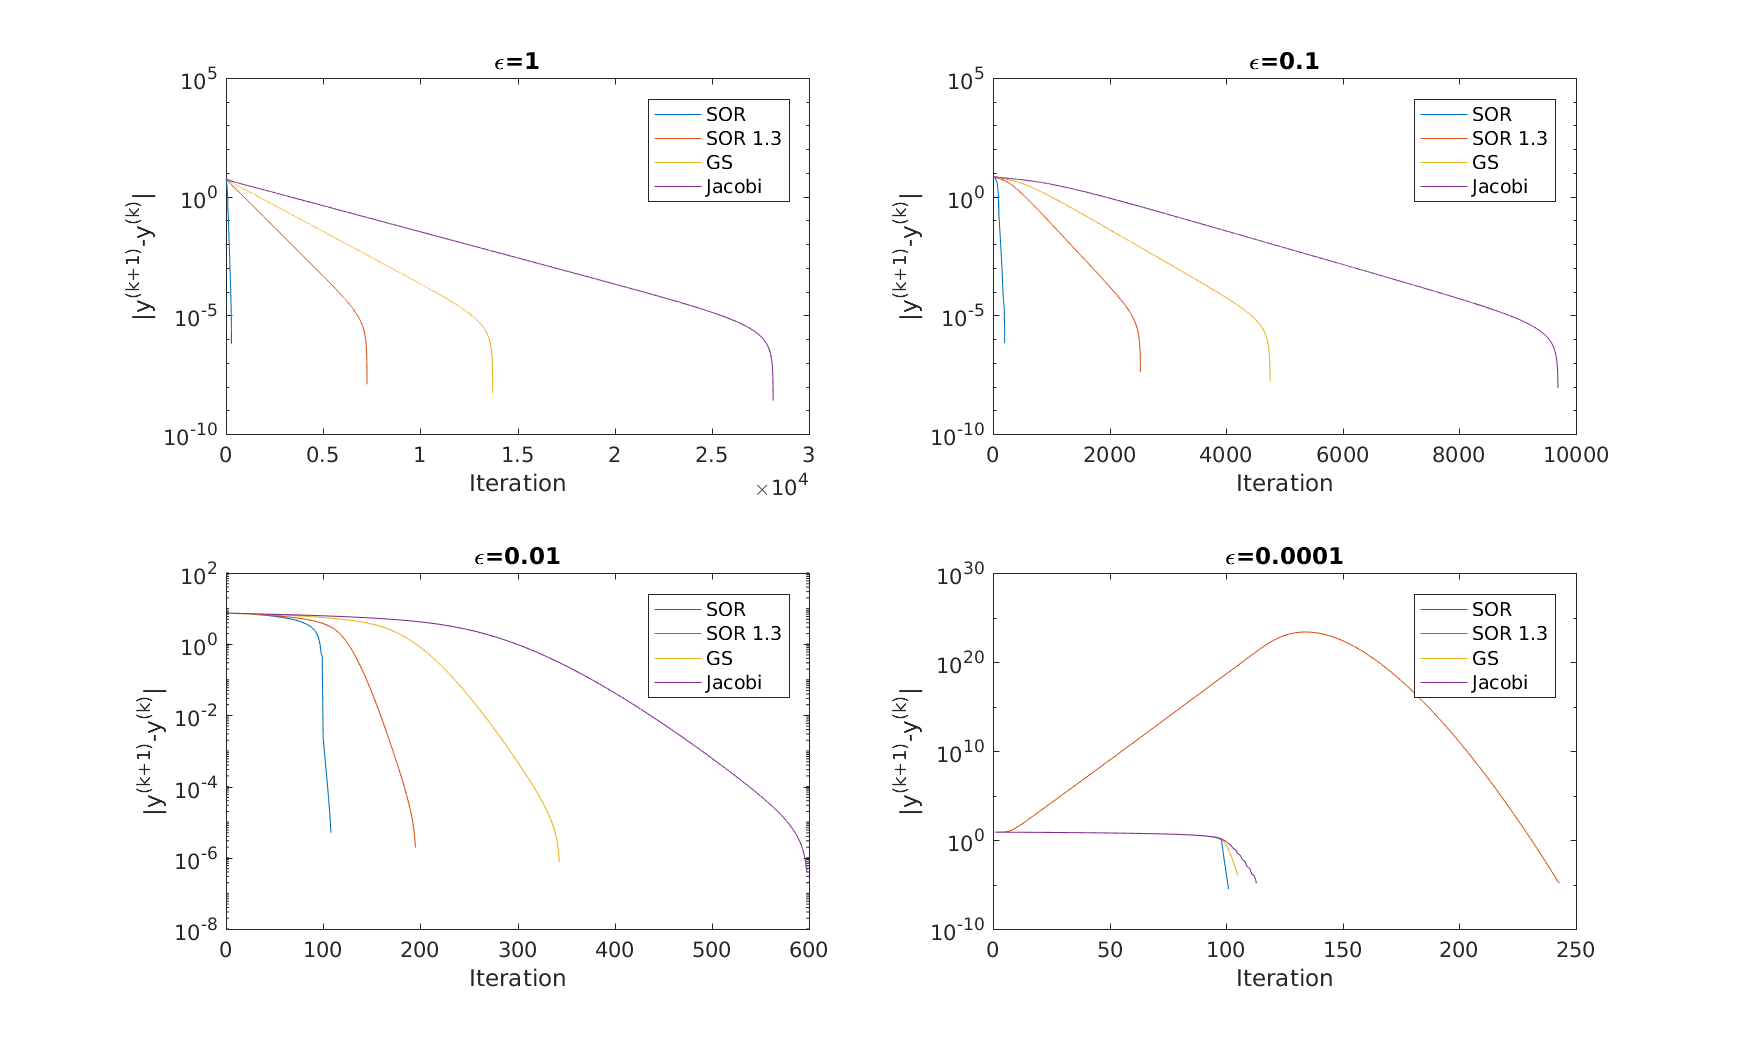 ϵ=1
10^5
10^0
10^-5
10^-10
|y^(k+1)-y^(k)|
SOR
SOR 1.3
GS
Jacobi
0 0.5 1 1.5 2 2.5 3
Iteration
×10^4
ϵ=0.1
10^5
10^0
10^-5
10^-10
|y^(k+1)-y^(k)|
SOR
SOR 1.3
GS
Jacobi
0 2000 4000 6000 8000 10000
Iteration
ϵ=0.01
10^2
10^0
10^-2
10^-4
10^-6
10^-8
|y^(k+1)-y^(k)|
SOR
SOR 1.3
GS
Jacobi
0 100 200 300 400 500 600
Iteration
ϵ=0.0001
10^30
10^20
10^10
10^0
10^-10
|y^(k+1)-y^(k)|
SOR
SOR 1.3
GS
Jacobi
0 50 100 150 200 250
Iteration